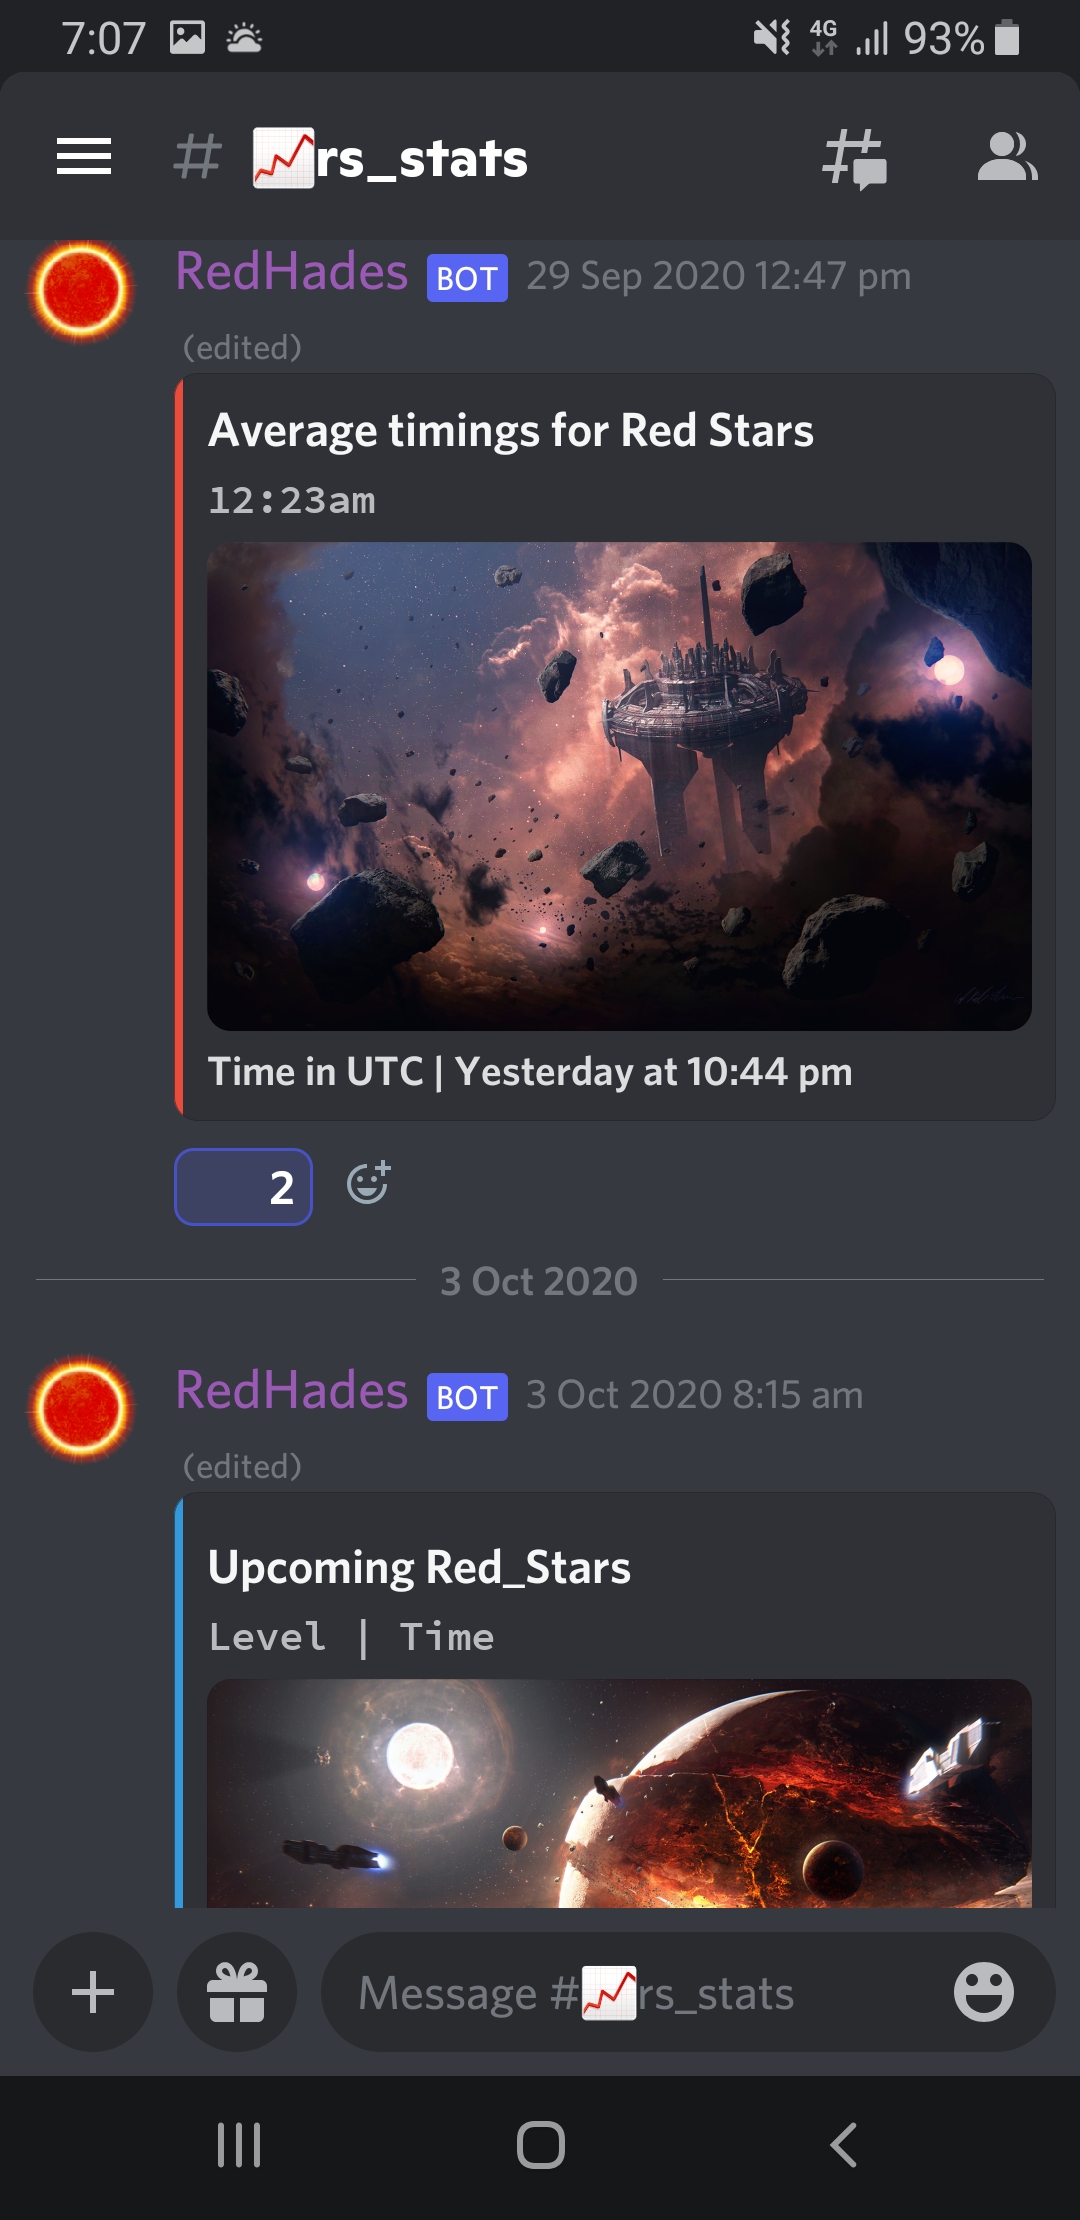 7:07 4G 93%
# 📈rs_stats
RedHades BOT 29 Sep 2020 12:47 pm
(edited)
Average timings for Red Stars
12:23am
Time in UTC | Yesterday at 10:44 pm
2
3 Oct 2020
RedHades BOT 3 Oct 2020 8:15 am
(edited)
Upcoming Red_Stars
Level | Time
Message #📈rs_stats